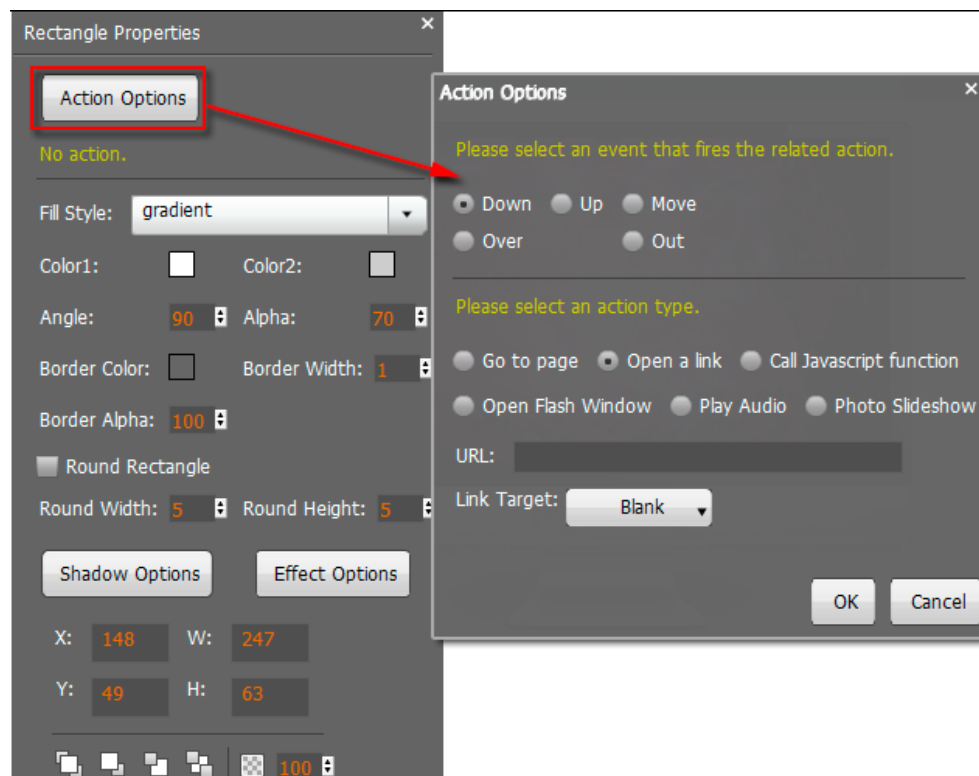 Rectangle Properties
Action Options
No action.
Fill Style: gradient
Color1: Color2:
Angle: 90 Alpha: 70
Border Color: Border Width: 1
Border Alpha: 100
Round Rectangle
Round Width: 5 Round Height: 5
Shadow Options Effect Options
X: 148 W: 247
Y: 49 H: 63
100
Action Options
Please select an event that fires the related action.
Down Up Move
Over Out
Please select an action type.
Go to page Open a link Call Javascript function
Open Flash Window Play Audio Photo Slideshow
URL:
Link Target: Blank
OK Cancel